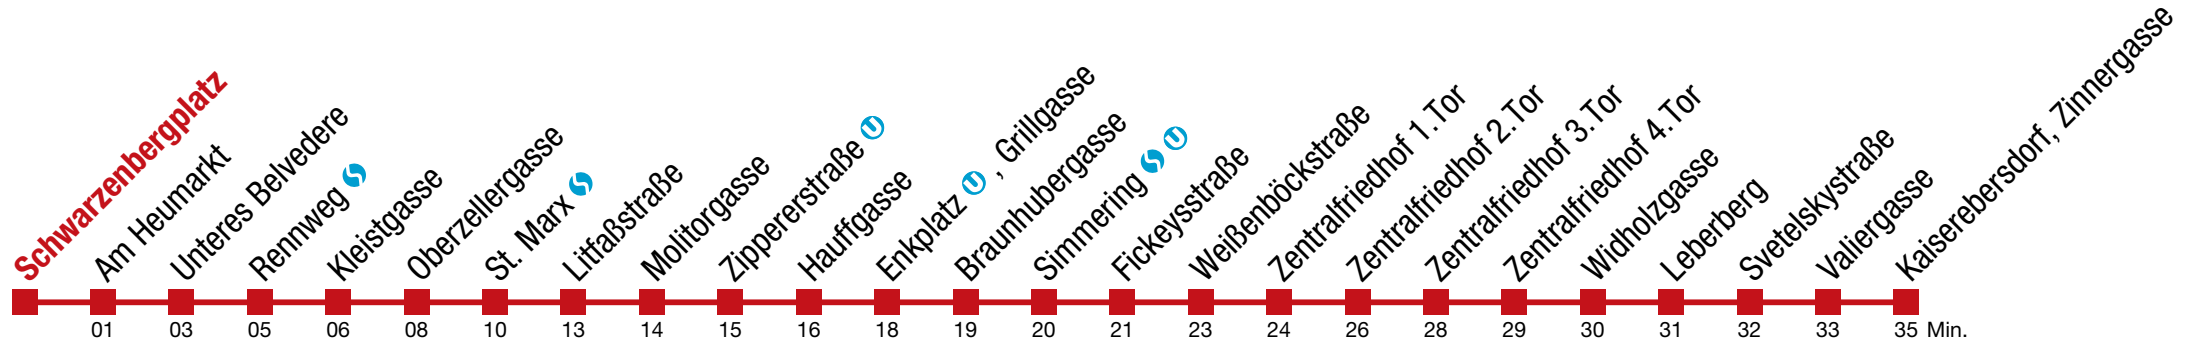 Schwarzenbergplatz
Am Heumarkt
Unteres Belvedere
Rennweg S
Kleistgasse
Oberzellergasse
St. Marx S
Litfaßstraße
Molitorgasse
Zippererstraße U
Hauffgasse
Enkplatz U , Grillgasse
Braunhubergasse
Simmering S U
Fickeysstraße
Weißenböckstraße
Zentralfriedhof 1.Tor
Zentralfriedhof 2.Tor
Zentralfriedhof 3.Tor
Zentralfriedhof 4.Tor
Widholzgasse
Leberberg
Svetelskystraße
Valiergasse
Kaiserebersdorf, Zinnergasse
01 03 05 06 08 10 13 14 15 16 18 19 20 21 23 24 26 28 29 30 31 32 33 35 Min.